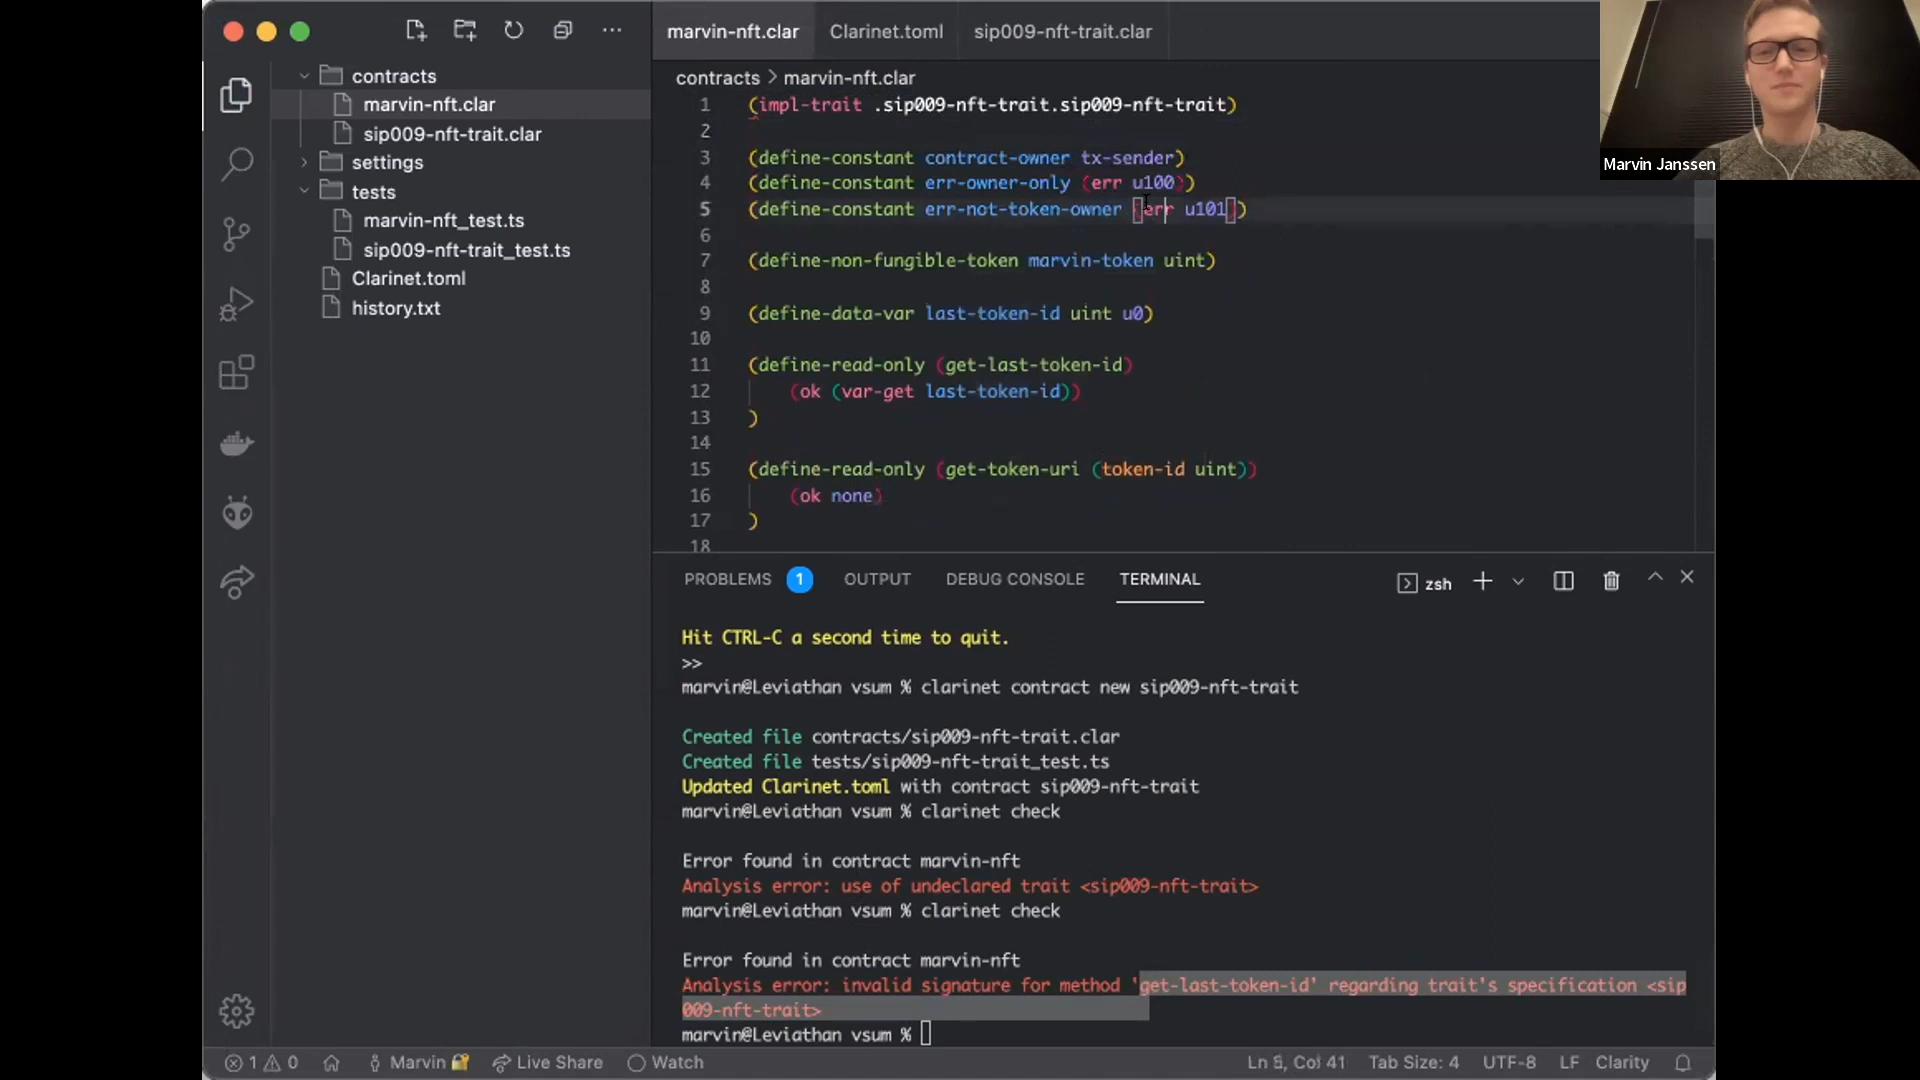 marvin-nft.clar Clarinet.toml sip009-nft-trait.clar
contracts
marvin-nft.clar
sip009-nft-trait.clar
settings
tests
marvin-nft_test.ts
sip009-nft-trait_test.ts
Clarinet.toml
history.txt
contracts > marvin-nft.clar
1 (impl-trait .sip009-nft-trait.sip009-nft-trait)
2
3 (define-constant contract-owner tx-sender)
4 (define-constant err-owner-only (err u100))
5 (define-constant err-not-token-owner (err u101))
6
7 (define-non-fungible-token marvin-token uint)
8
9 (define-data-var last-token-id uint u0)
10
11 (define-read-only (get-last-token-id)
12 (ok (var-get last-token-id))
13 )
14
15 (define-read-only (get-token-uri (token-id uint))
16 (ok none)
17 )
18
Marvin Janssen
PROBLEMS 1 OUTPUT DEBUG CONSOLE TERMINAL zsh
Hit CTRL-C a second time to quit.
>>
marvin@Leviathan vsum % clarinet contract new sip009-nft-trait
Created file contracts/sip009-nft-trait.clar
Created file tests/sip009-nft-trait_test.ts
Updated Clarinet.toml with contract sip009-nft-trait
marvin@Leviathan vsum % clarinet check
Error found in contract marvin-nft
Analysis error: use of undeclared trait <sip009-nft-trait>
marvin@Leviathan vsum % clarinet check
Error found in contract marvin-nft
Analysis error: invalid signature for method 'get-last-token-id' regarding trait's specification <sip
009-nft-trait>
marvin@Leviathan vsum %
1 0 Marvin Live Share Watch Ln 5, Col 41 Tab Size: 4 UTF-8 LF Clarity